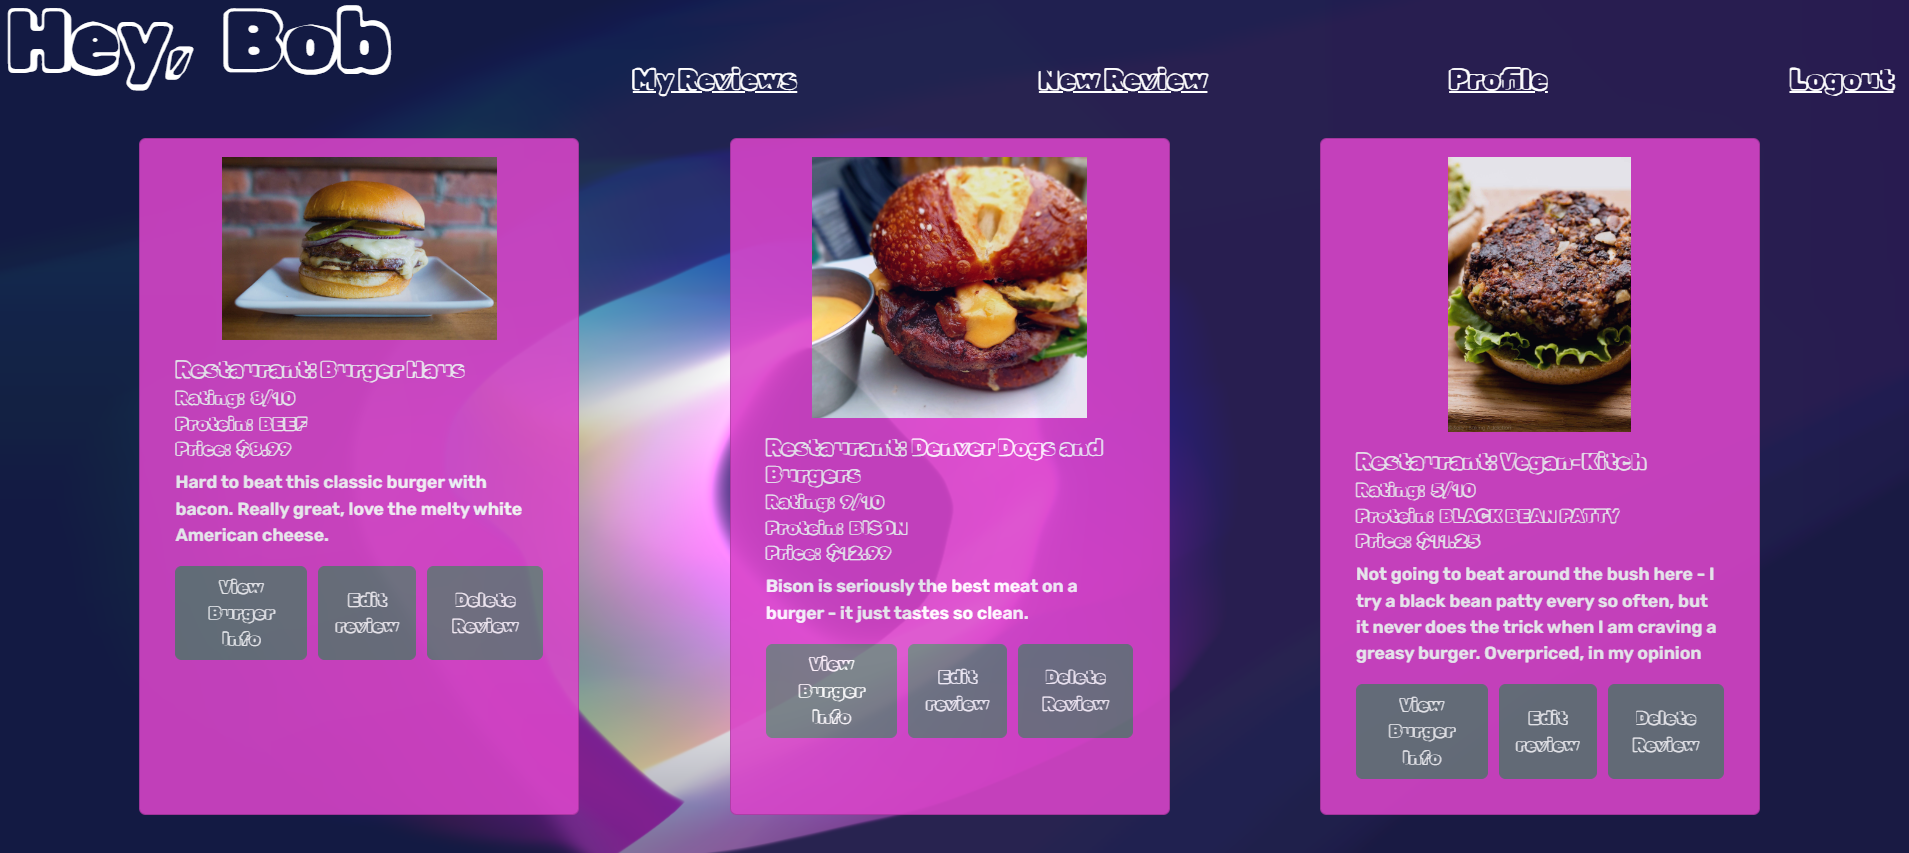 Hey, Bob
My Reviews
New Review
Profile
Logout
Restaurant: Burger Haus
Rating: 8/10
Protein: BEEF
Price: $8.99
Hard to beat this classic burger with
bacon. Really great, love the melty white
American cheese.
View
Burger
Info
Edit
review
Delete
Review
Restaurant: Denver Dogs and
Burgers
Rating: 9/10
Protein: BISON
Price: $12.99
Bison is seriously the best meat on a
burger - it just tastes so clean.
View
Burger
Info
Edit
review
Delete
Review
Restaurant: Vegan-Kitch
Rating: 5/10
Protein: BLACK BEAN PATTY
Price: $11.25
Not going to beat around the bush here - I
try a black bean patty every so often, but
it never does the trick when I am craving a
greasy burger. Overpriced, in my opinion
View
Burger
Info
Edit
review
Delete
Review